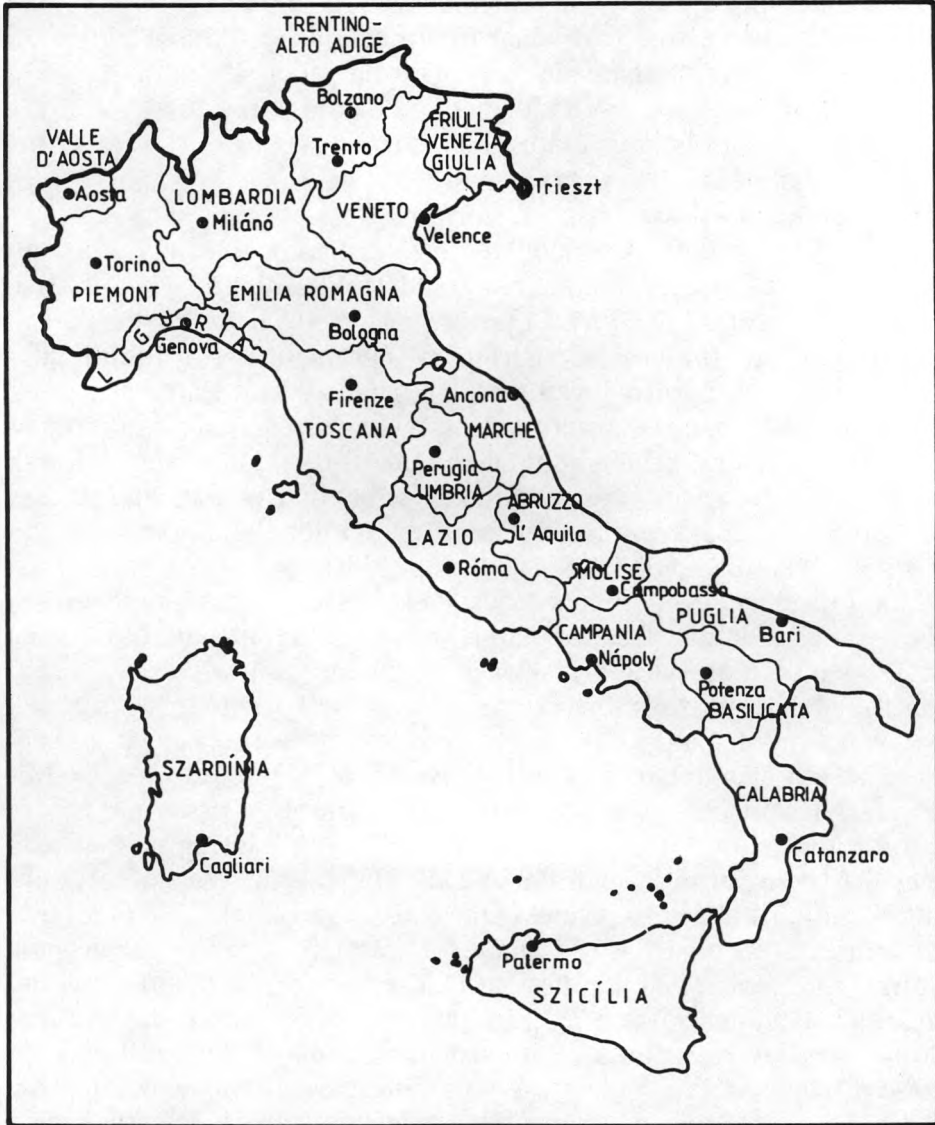 TRENTINO-
ALTO ADIGE
Bolzano
FRIULI-
VENEZIA
GIULIA
Trento
VALLE
D'AOSTA
Aosta
LOMBARDIA
Milánó
VENETO
Trieszt
Velence
Torino
PIEMONT
EMILIA ROMAGNA
Bologna
LIGURIA
Genova
Firenze
Ancona
TOSCANA
MARCHE
Perugia
UMBRIA
ABRUZZO
L'Aquila
LAZIO
Róma
MOLISE
Campobasso
PUGLIA
Bari
CAMPANIA
Nápoly
Potenza
BASILICATA
SZARDÍNIA
CALABRIA
Cagliari
Catanzaro
Palermo
SZICÍLIA